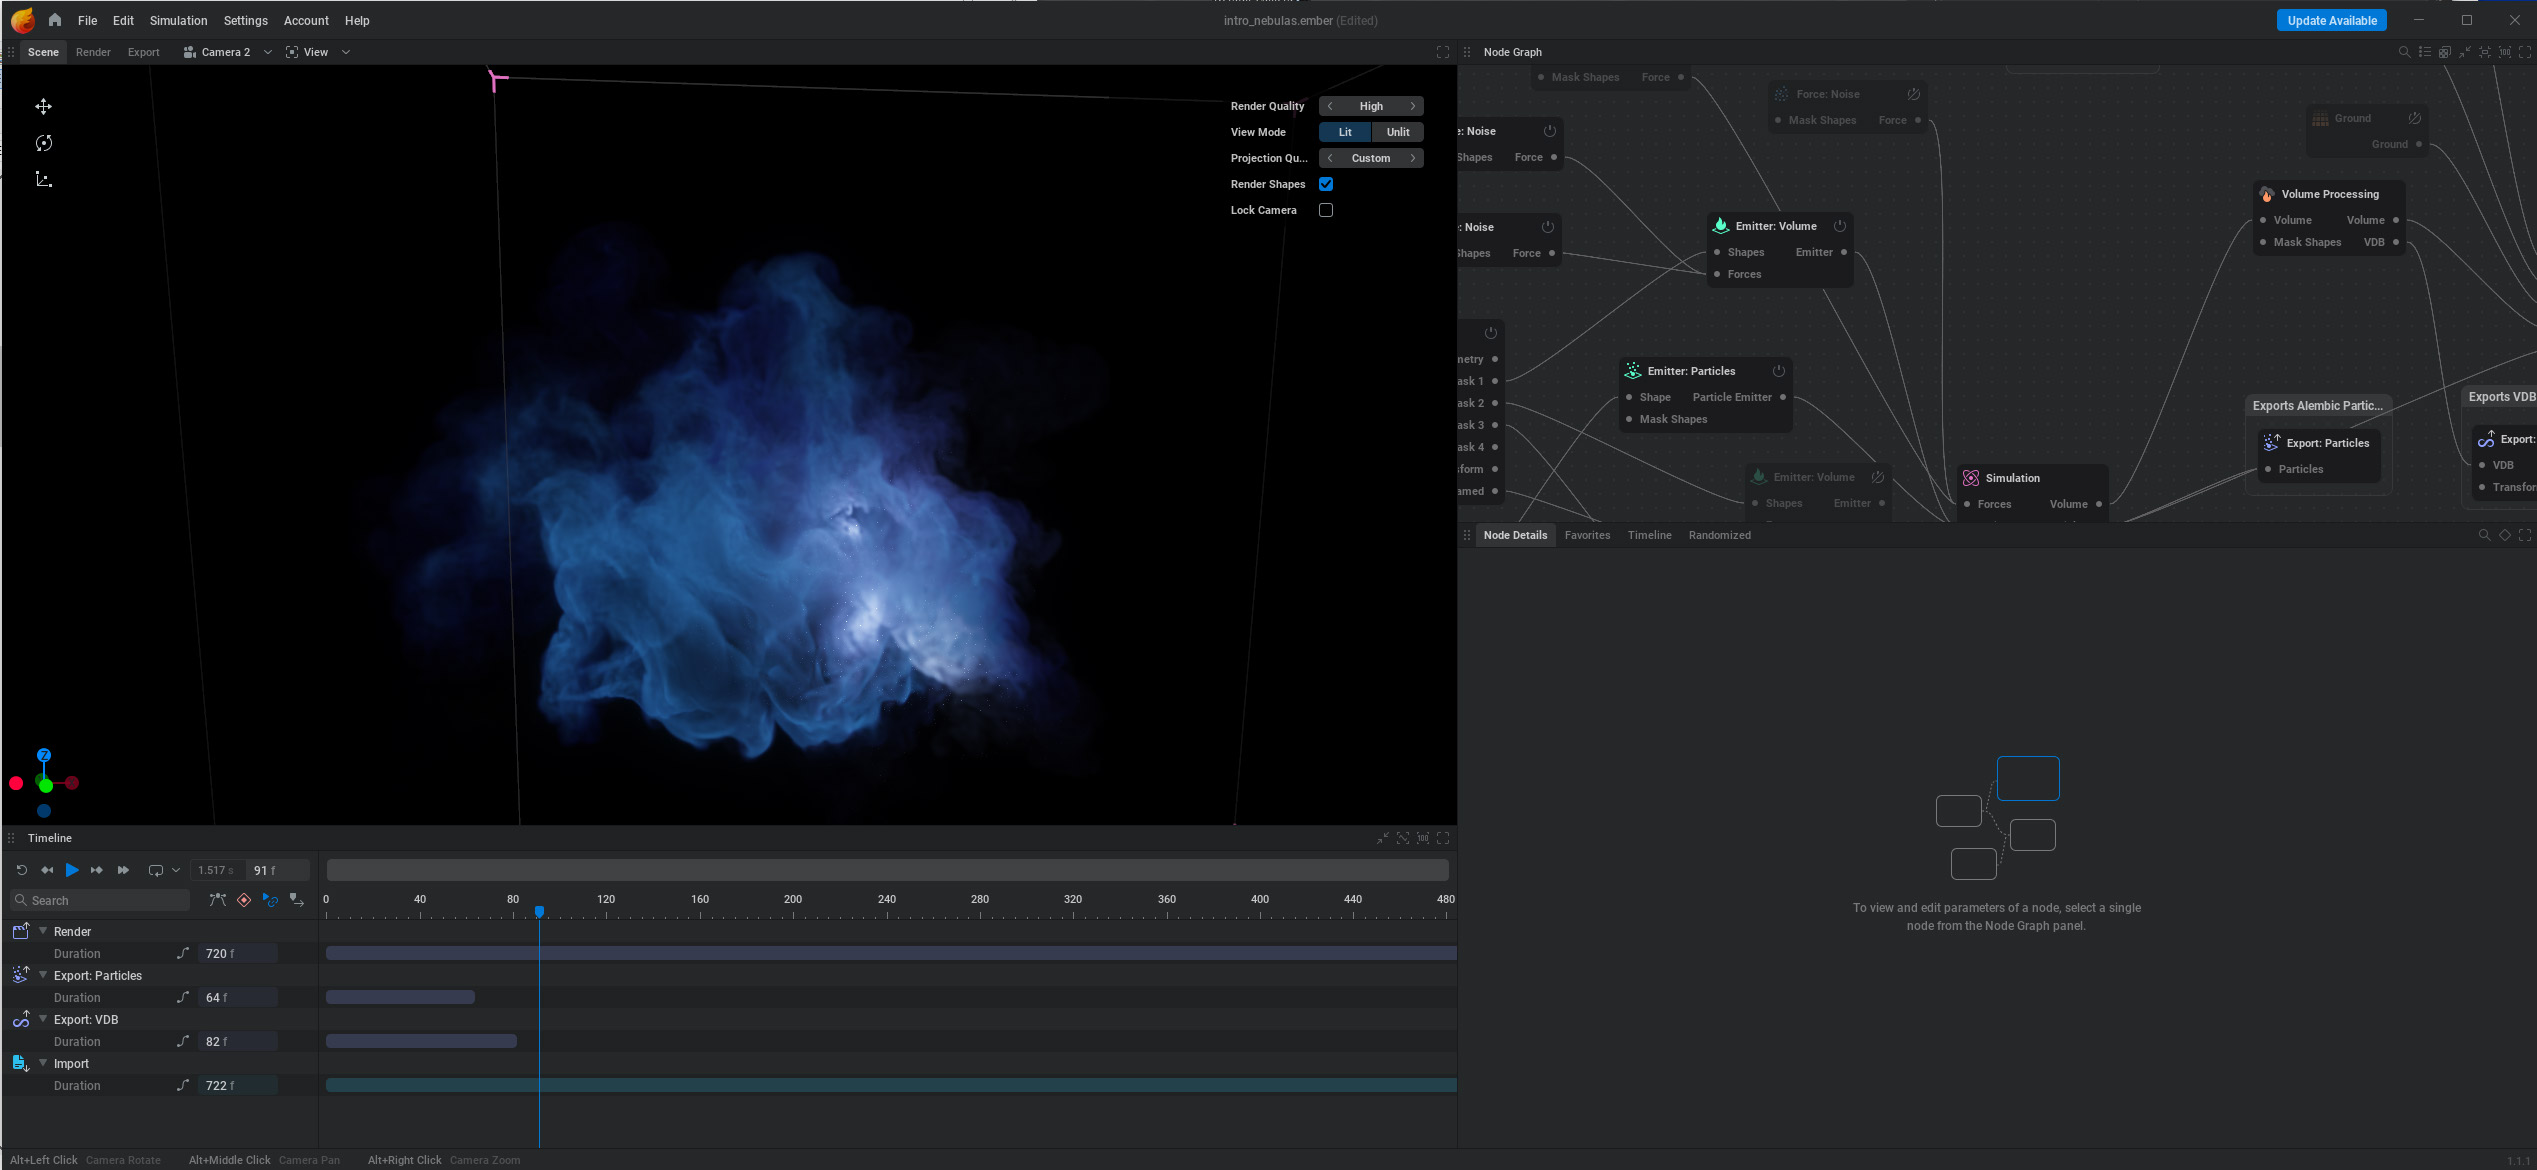 File Edit Simulation Settings Account Help
intro_nebulas.ember (Edited)
Update Available
Scene Render Export Camera 2 View
Render Quality High
View Mode Lit Unlit
Projection Qu... Custom
Render Shapes
Lock Camera
Z
Node Graph
Mask Shapes Force
Force: Noise
Mask Shapes Force
e: Noise
Shapes Force
: Noise
Shapes Force
Ground
Ground
Volume Processing
Volume Volume
Mask Shapes VDB
Emitter: Volume
Shapes Emitter
Forces
metry
ask 1
ask 2
ask 3
ask 4
sform
amed
Emitter: Particles
Shape Particle Emitter
Mask Shapes
Emitter: Volume
Shapes Emitter
Simulation
Forces Volume
Exports Alembic Partic...
Export: Particles
Particles
Exports VDB
Export:
VDB
Transfor
Node Details Favorites Timeline Randomized
To view and edit parameters of a node, select a single
node from the Node Graph panel.
Timeline
1.517 s 91 f
Search
0 40 80 120 160 200 240 280 320 360 400 440 480
Render
Duration 720 f
Export: Particles
Duration 64 f
Export: VDB
Duration 82 f
Import
Duration 722 f
Alt+Left Click Camera Rotate Alt+Middle Click Camera Pan Alt+Right Click Camera Zoom
1.1.1